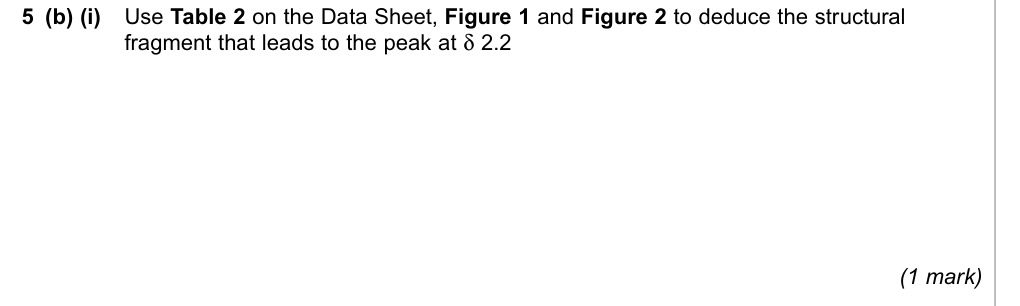 5 (b) (i) Use Table 2 on the Data Sheet, Figure 1 and Figure 2 to deduce the structural
fragment that leads to the peak at δ 2.2
(1 mark)